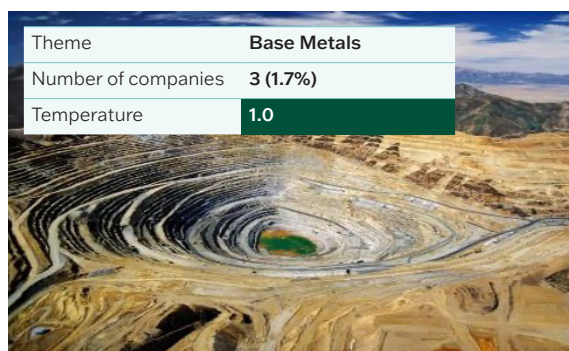 Theme Base Metals
Number of companies 3 (1.7%)
Temperature 1.0